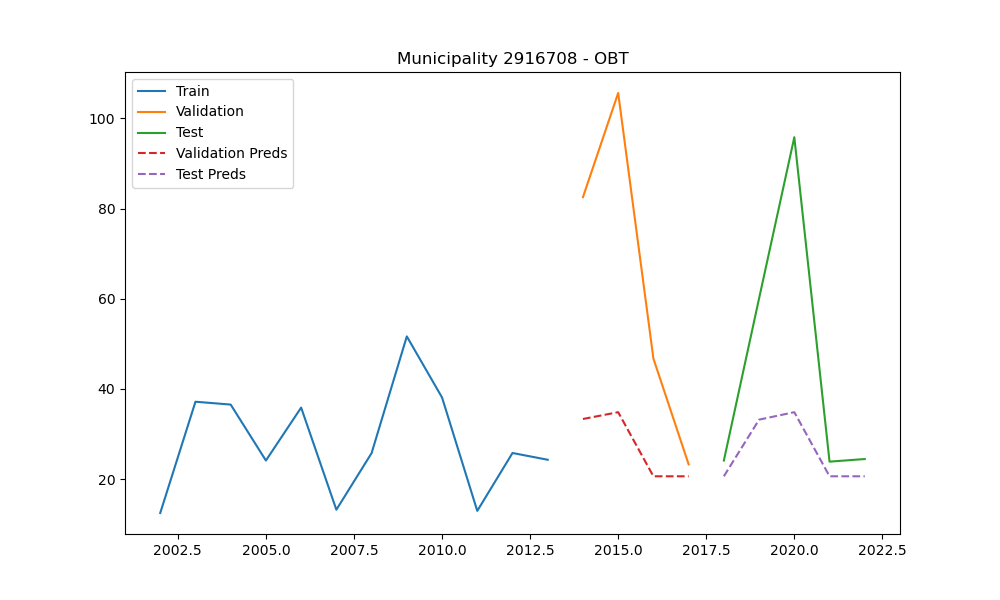 Municipality 2916708 - OBT
Train
Validation
Test
Validation Preds
Test Preds
100
80
60
40
20
2002.5 2005.0 2007.5 2010.0 2012.5 2015.0 2017.5 2020.0 2022.5